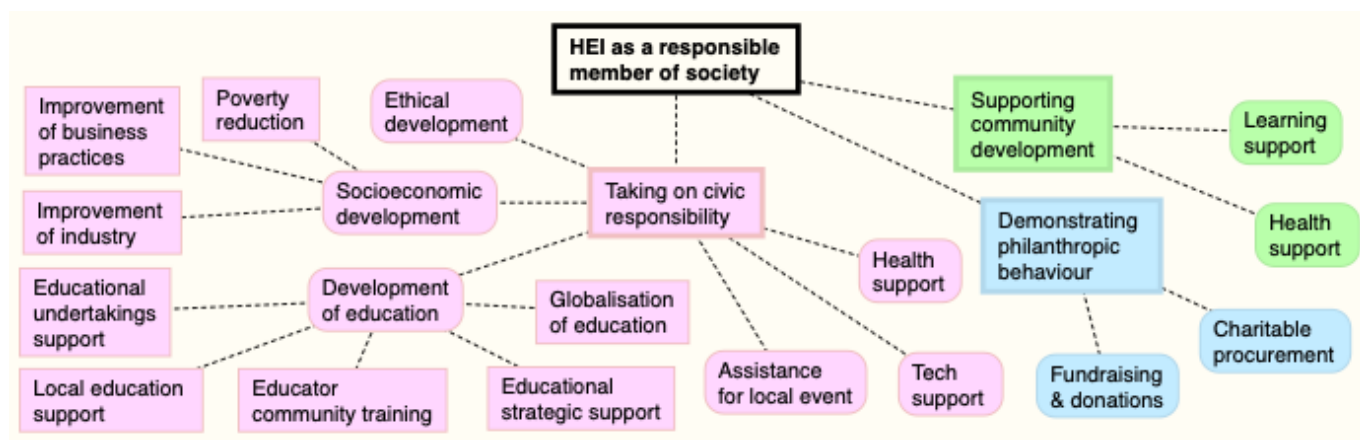 HEI as a responsible
member of society
Improvement
of business
practices
Poverty
reduction
Ethical
development
Supporting
community
development
Learning
support
Socioeconomic
development
Taking on civic
responsibility
Improvement
of industry
Demonstrating
philanthropic
behaviour
Health
support
Health
support
Educational
undertakings
support
Development
of education
Globalisation
of education
Charitable
procurement
Local education
support
Educator
community training
Educational
strategic support
Assistance
for local event
Tech
support
Fundraising
& donations